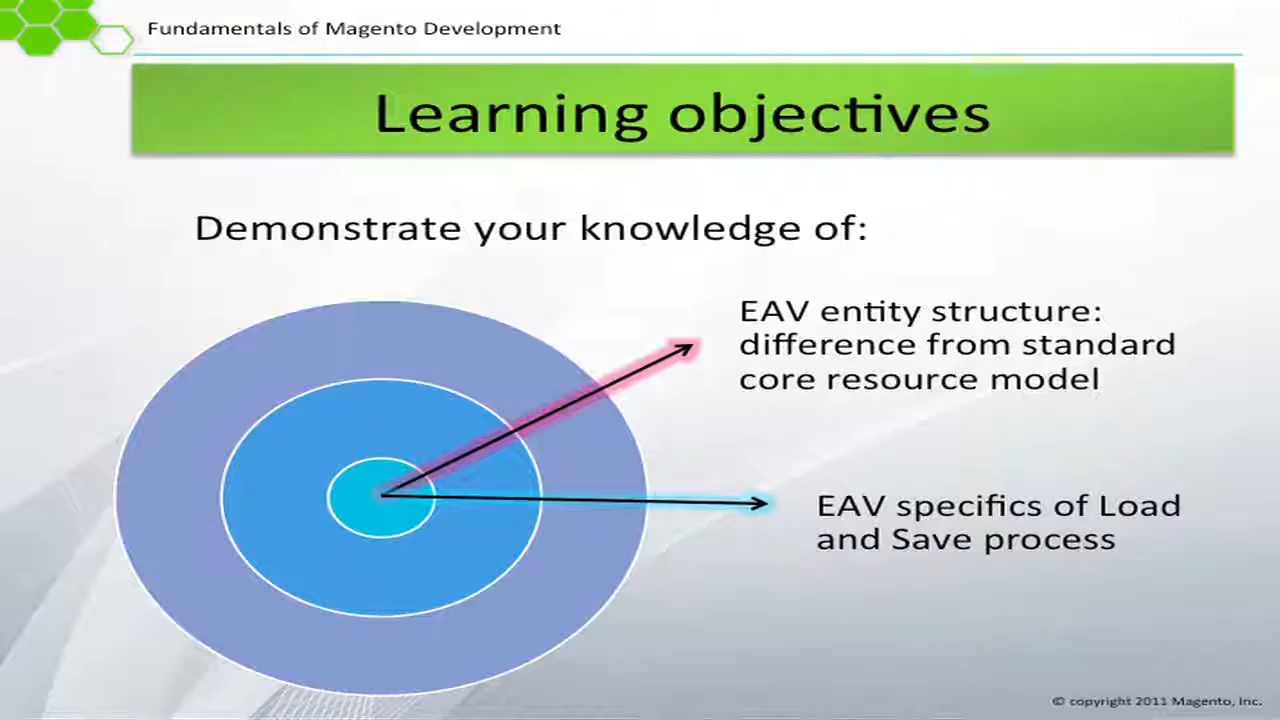 Fundamentals of Magento Development
Learning objectives
Demonstrate your knowledge of:
EAV entity structure:
difference from standard
core resource model
EAV specifics of Load
and Save process
© copyright 2011 Magento, Inc.